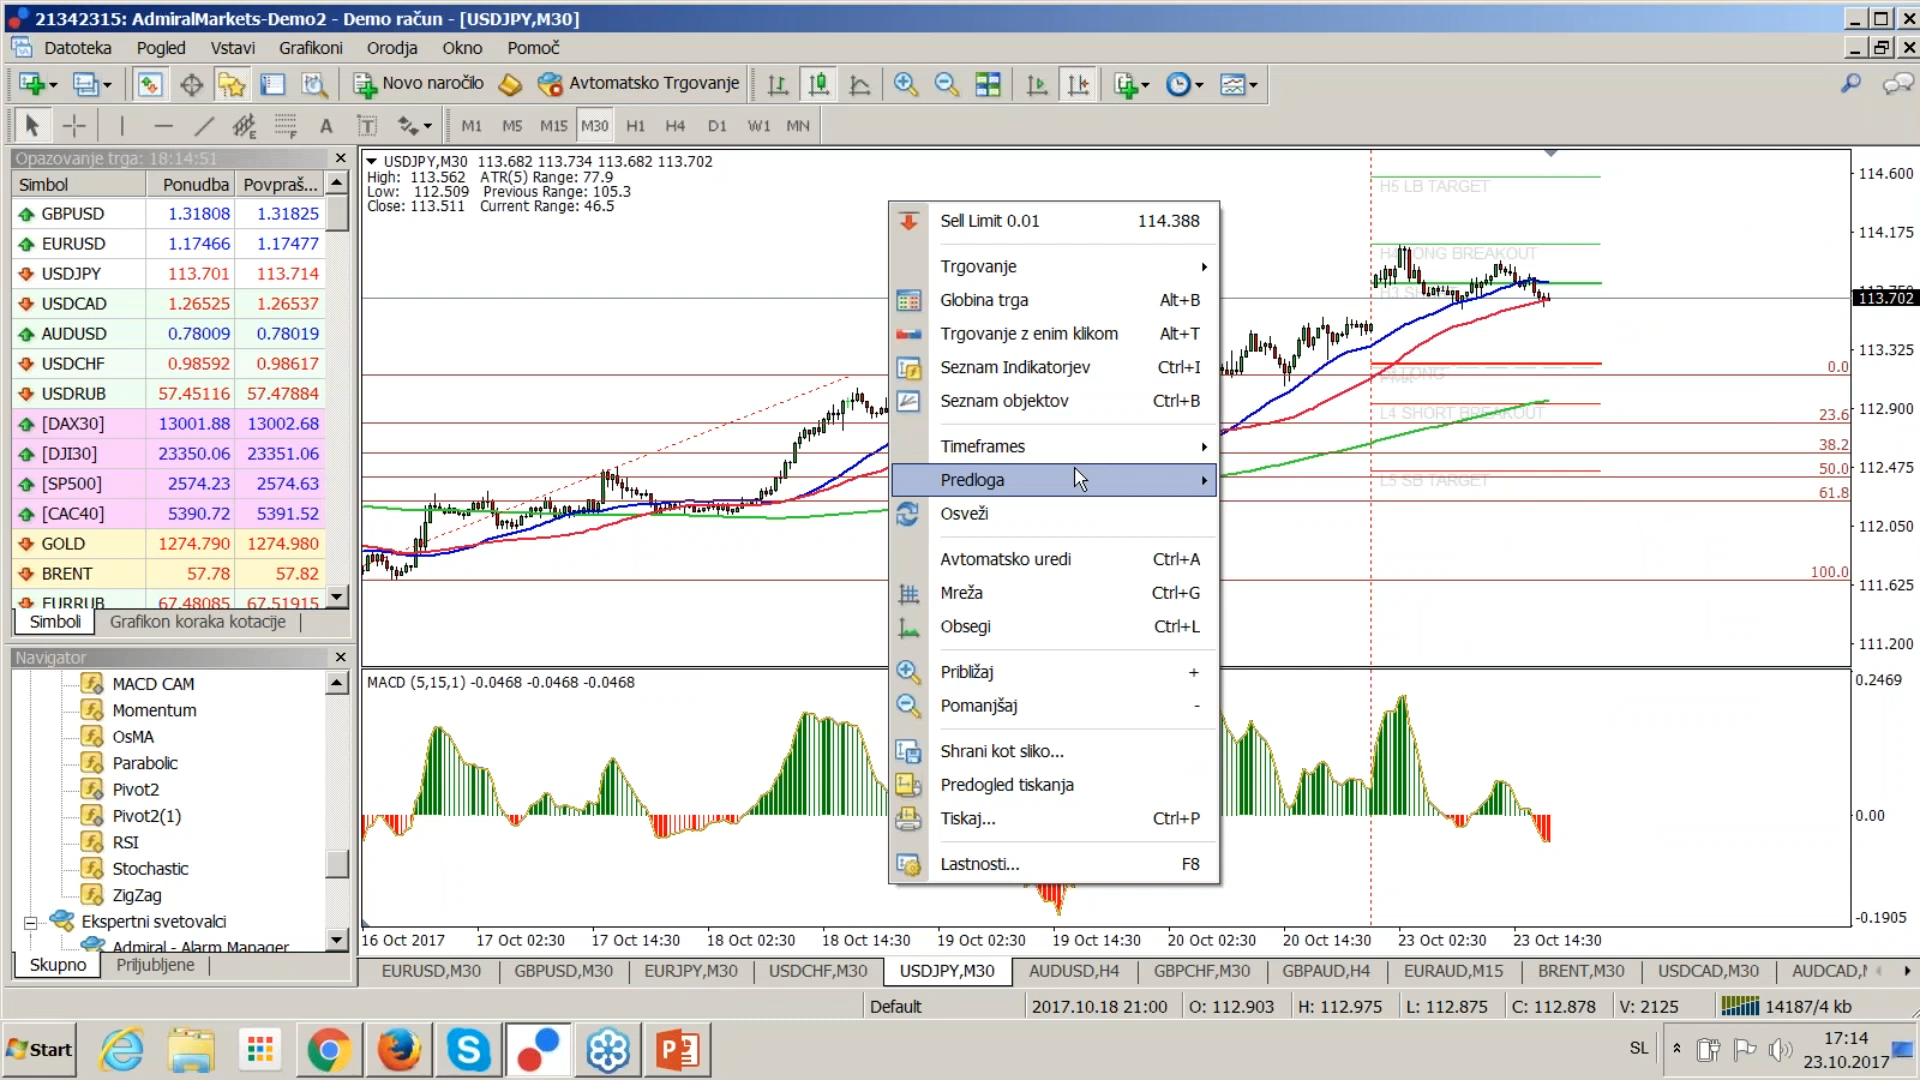 21342315: AdmiralMarkets-Demo2 - Demo račun - [USDJPY,M30]
Datoteka Pogled Vstavi Grafikoni Orodja Okno Pomoč
Novo naročilo Avtomatsko Trgovanje
M1 M5 M15 M30 H1 H4 D1 W1 MN
Opazovanje trga: 18:14:51
Simbol Ponudba Povpraš...
GBPUSD 1.31808 1.31825
EURUSD 1.17466 1.17477
USDJPY 113.701 113.714
USDCAD 1.26525 1.26537
AUDUSD 0.78009 0.78019
USDCHF 0.98592 0.98617
USDRUB 57.45116 57.47884
[DAX30] 13001.88 13002.68
[DJI30] 23350.06 23351.06
[SP500] 2574.23 2574.63
[CAC40] 5390.72 5391.52
GOLD 1274.790 1274.980
BRENT 57.78 57.82
EURRUB 67.48085 67.51915
Simboli Grafikon koraka kotacije
Navigator
MACD CAM
Momentum
OsMA
Parabolic
Pivot2
Pivot2(1)
RSI
Stochastic
ZigZag
Ekspertni svetovalci
Admiral - Alarm Manager
Skupno Priljubljene
USDJPY,M30 113.682 113.734 113.682 113.702
High: 113.562 ATR(5) Range: 77.9
Low: 112.509 Previous Range: 105.3
Close: 113.511 Current Range: 46.5
Sell Limit 0.01 114.388
Trgovanje
Globina trga Alt+B
Trgovanje z enim klikom Alt+T
Seznam Indikatorjev Ctrl+I
Seznam objektov Ctrl+B
Timeframes
Predloga
Osveži
Avtomatsko uredi Ctrl+A
Mreža Ctrl+G
Obsegi Ctrl+L
Približaj +
Pomanjšaj -
Shrani kot sliko...
Predogled tiskanja
Tiskaj... Ctrl+P
Lastnosti... F8
H5 LB TARGET
H4 LONG BREAKOUT
LONG
L4 SHORT BREAKOUT
L5 SB TARGET
0.0
23.6
38.2
50.0
61.8
100.0
114.600
114.175
113.702
113.325
112.900
112.475
112.050
111.625
111.200
MACD (5,15,1) -0.0468 -0.0468 -0.0468
0.2469
0.00
-0.1905
16 Oct 2017 17 Oct 02:30 17 Oct 14:30 18 Oct 02:30 18 Oct 14:30 19 Oct 02:30 19 Oct 14:30 20 Oct 02:30 20 Oct 14:30 23 Oct 02:30 23 Oct 14:30
EURUSD,M30 GBPUSD,M30 EURJPY,M30 USDCHF,M30 USDJPY,M30 AUDUSD,H4 GBPCHF,M30 GBPAUD,H4 EURAUD,M15 BRENT,M30 USDCAD,M30
Default 2017.10.18 21:00 O: 112.903 H: 112.975 L: 112.875 C: 112.878 V: 2125 14187/4 kb
Start SL 17:14
23.10.2017